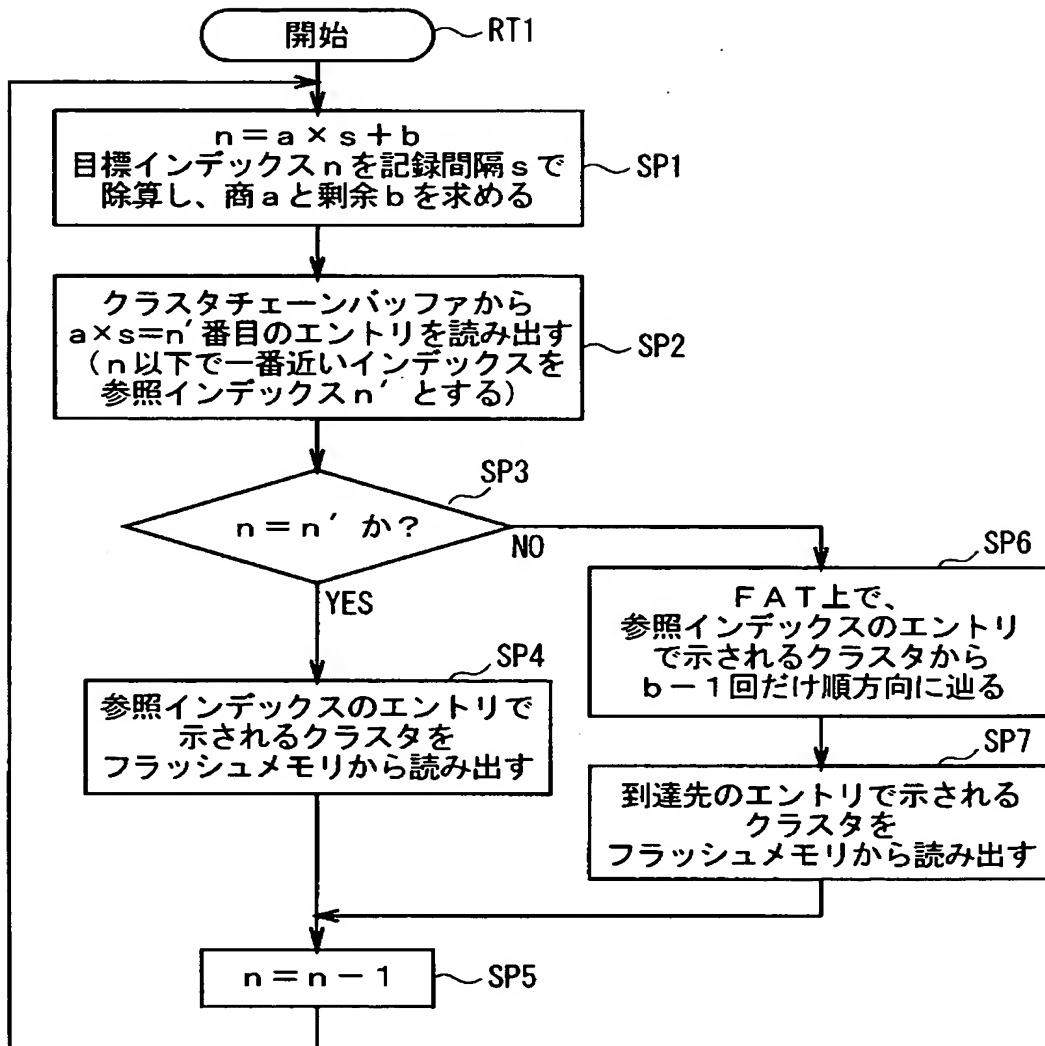 開始
RT1
n=a×s+b
目標インデックスnを記録間隔sで
除算し、商aと剰余bを求める
SP1
クラスタチェーンバッファから
a×s=n′番目のエントリを読み出す
(n以下で一番近いインデックスを
参照インデックスn′とする)
SP2
SP3
n=n′か?
NO
YES
SP4
参照インデックスのエントリで
示されるクラスタを
フラッシュメモリから読み出す
SP6
FAT上で、
参照インデックスのエントリ
で示されるクラスタから
b-1回だけ順方向に辿る
SP7
到達先のエントリで示される
クラスタを
フラッシュメモリから読み出す
n=n-1
SP5